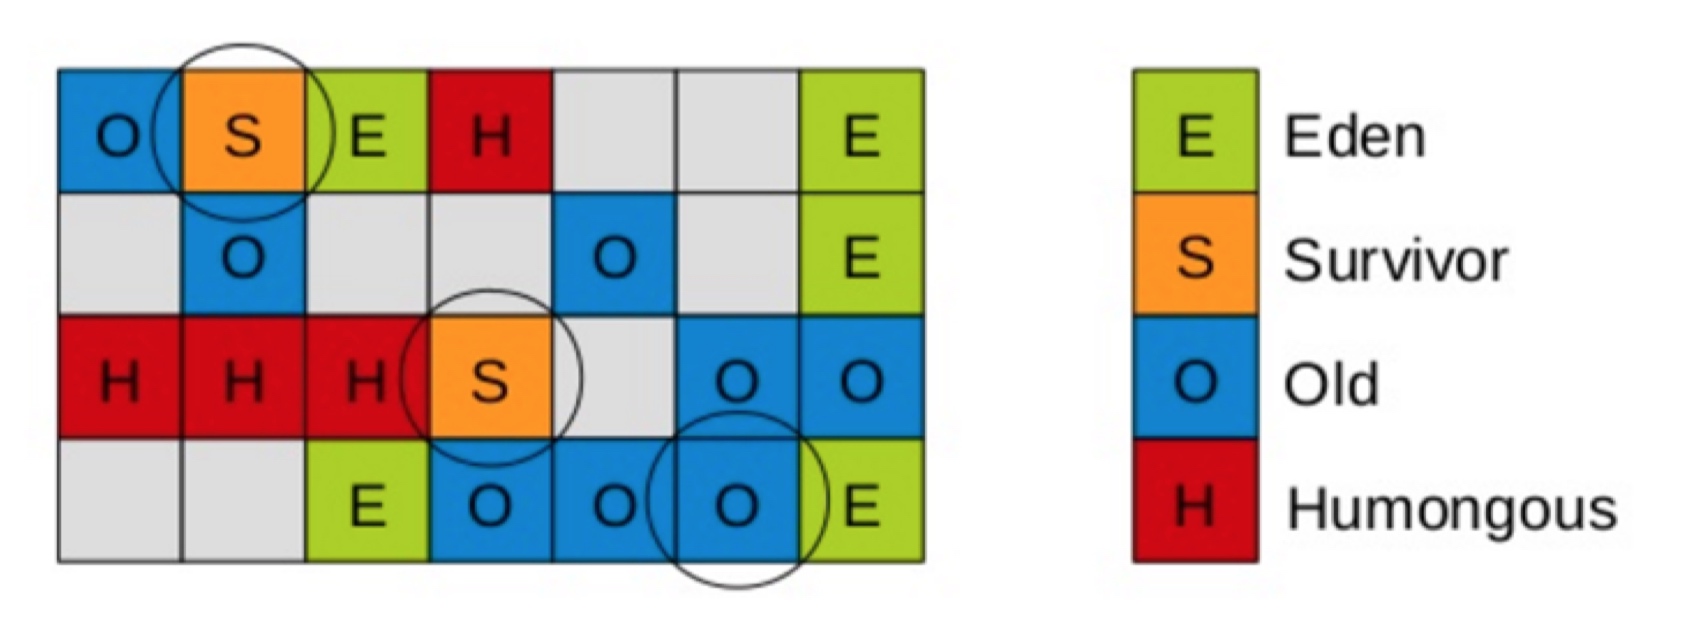 O S E H E E Eden
O O E S Survivor
H H H S O O O Old
E O O O E H Humongous